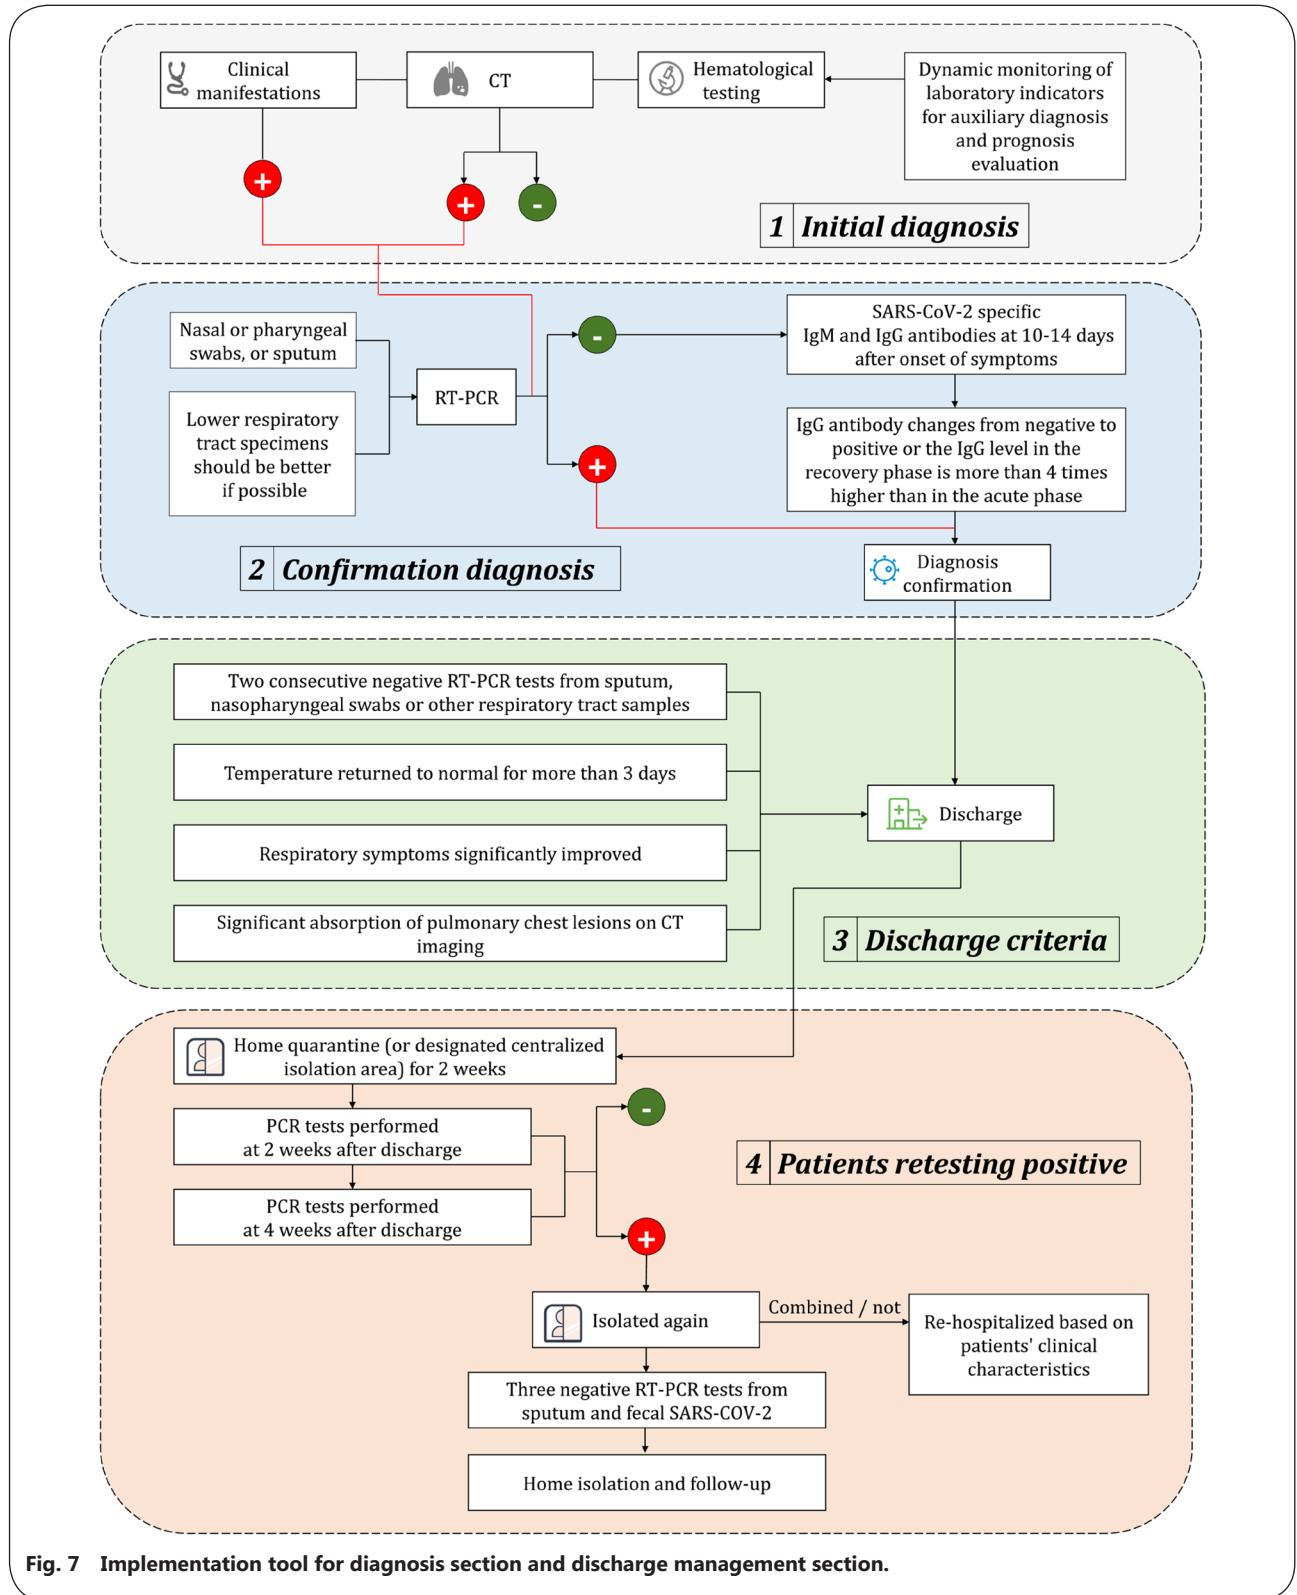 Clinical
manifestations
CT
Hematological
testing
Dynamic monitoring of
laboratory indicators
for auxiliary diagnosis
and prognosis
evaluation
+
+
-
1 Initial diagnosis
Nasal or pharyngeal
swabs, or sputum
Lower respiratory
tract specimens
should be better
if possible
RT-PCR
-
+
SARS-CoV-2 specific
IgM and IgG antibodies at 10-14 days
after onset of symptoms
IgG antibody changes from negative to
positive or the IgG level in the
recovery phase is more than 4 times
higher than in the acute phase
2 Confirmation diagnosis
Diagnosis
confirmation
Two consecutive negative RT-PCR tests from sputum,
nasopharyngeal swabs or other respiratory tract samples
Temperature returned to normal for more than 3 days
Respiratory symptoms significantly improved
Significant absorption of pulmonary chest lesions on CT
imaging
Discharge
3 Discharge criteria
Home quarantine (or designated centralized
isolation area) for 2 weeks
PCR tests performed
at 2 weeks after discharge
PCR tests performed
at 4 weeks after discharge
-
+
4 Patients retesting positive
Isolated again
Combined / not
Re-hospitalized based on
patients' clinical
characteristics
Three negative RT-PCR tests from
sputum and fecal SARS-COV-2
Home isolation and follow-up
Fig. 7 Implementation tool for diagnosis section and discharge management section.